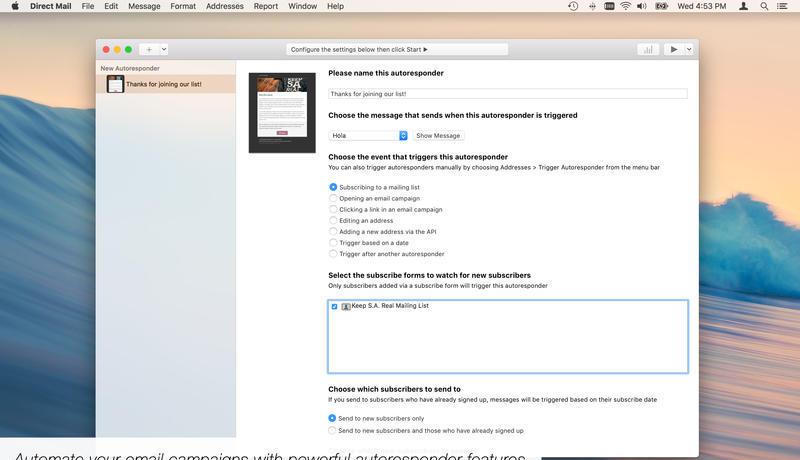 Direct Mail File Edit Message Format Addresses Report Window Help Wed 4:53 PM
Configure the settings below then click Start ▶
New Autoresponder
Thanks for joining our list!
Please name this autoresponder
Thanks for joining our list!
Choose the message that sends when this autoresponder is triggered
Hola Show Message
Choose the event that triggers this autoresponder
You can also trigger autoresponders manually by choosing Addresses > Trigger Autoresponder from the menu bar
Subscribing to a mailing list
Opening an email campaign
Clicking a link in an email campaign
Editing an address
Adding a new address via the API
Trigger based on a date
Trigger after another autoresponder
Select the subscribe forms to watch for new subscribers
Only subscribers added via a subscribe form will trigger this autoresponder
Keep S.A. Real Mailing List
Choose which subscribers to send to
If you send to subscribers who have already signed up, messages will be triggered based on their subscribe date
Send to new subscribers only
Send to new subscribers and those who have already signed up
Automate your email campaigns with powerful autoresponder features